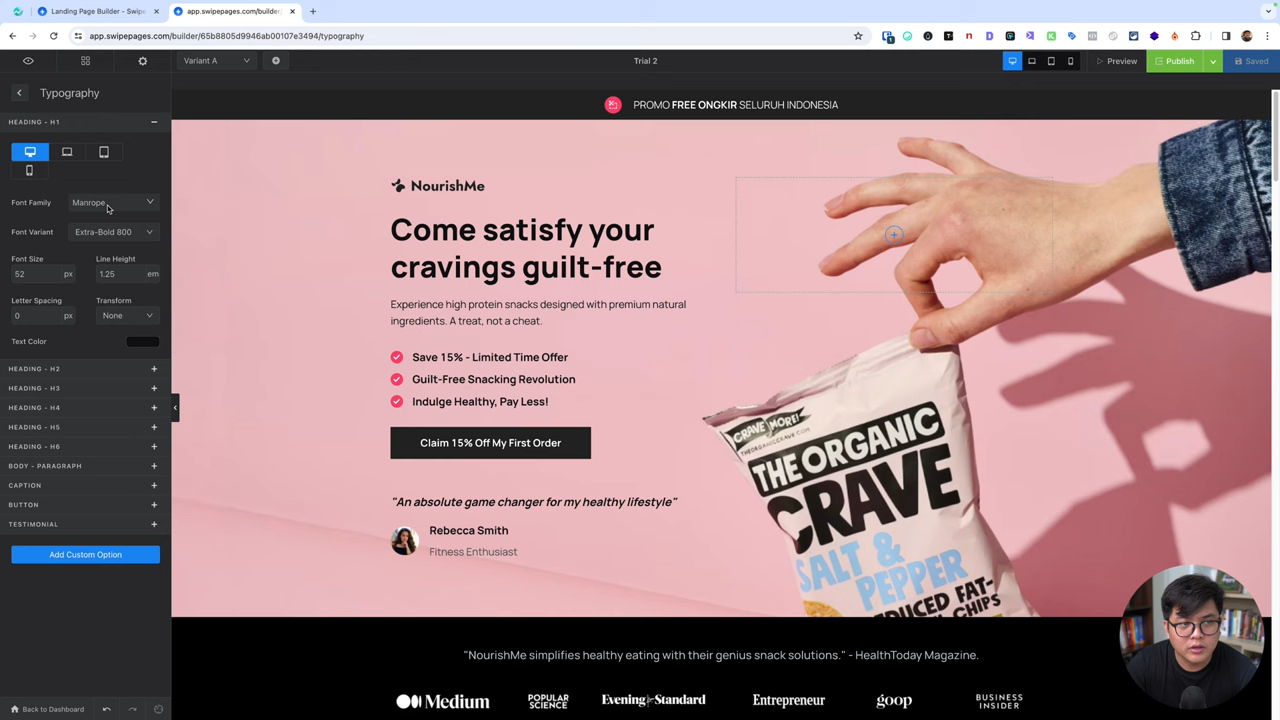 Landing Page Builder - Swip
app.swipepages.com/builder/
app.swipepages.com/builder/65b8805d9946ab00107e3494/typography
Variant A
Trial 2
Preview
Publish
Saved
Typography
HEADING - H1
Font Family
Manrope
Font Variant
Extra-Bold 800
Font Size
Line Height
52
px
1.25
em
Letter Spacing
Transform
0
px
None
Text Color
HEADING - H2
HEADING - H3
HEADING - H4
HEADING - H5
HEADING - H6
BODY - PARAGRAPH
CAPTION
BUTTON
TESTIMONIAL
Add Custom Option
Back to Dashboard
PROMO FREE ONGKIR SELURUH INDONESIA
NourishMe
Come satisfy your
cravings guilt-free
Experience high protein snacks designed with premium natural
ingredients. A treat, not a cheat.
Save 15% - Limited Time Offer
Guilt-Free Snacking Revolution
Indulge Healthy, Pay Less!
Claim 15% Off My First Order
"An absolute game changer for my healthy lifestyle"
Rebecca Smith
Fitness Enthusiast
CRAVE MORE!
THEORGANICCRAVE.COM
THE ORGANIC
CRAVE
SALT &
PEPPER
DUCED FAT-
CHIPS
"NourishMe simplifies healthy eating with their genius snack solutions." - HealthToday Magazine.
Medium
POPULAR
SCIENCE
Evening Standard
Entrepreneur
goop
BUSINESS
INSIDER